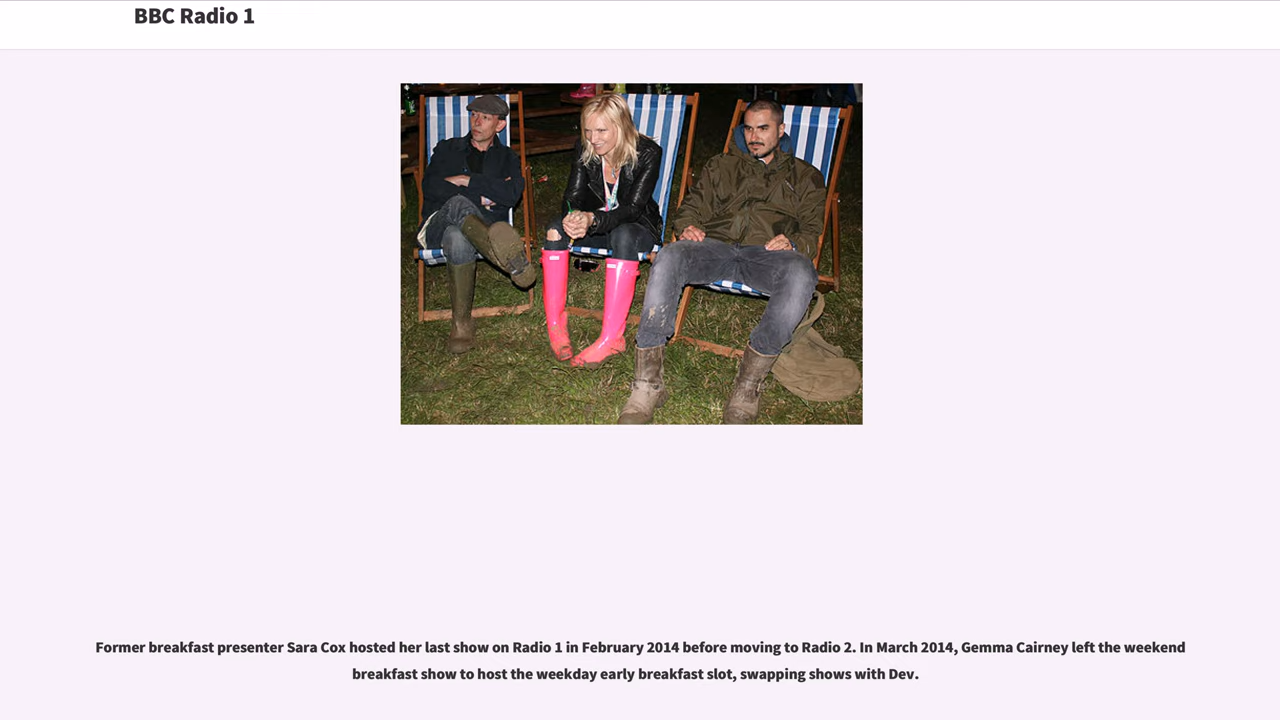 BBC Radio 1
Former breakfast presenter Sara Cox hosted her last show on Radio 1 in February 2014 before moving to Radio 2. In March 2014, Gemma Cairney left the weekend
breakfast show to host the weekday early breakfast slot, swapping shows with Dev.